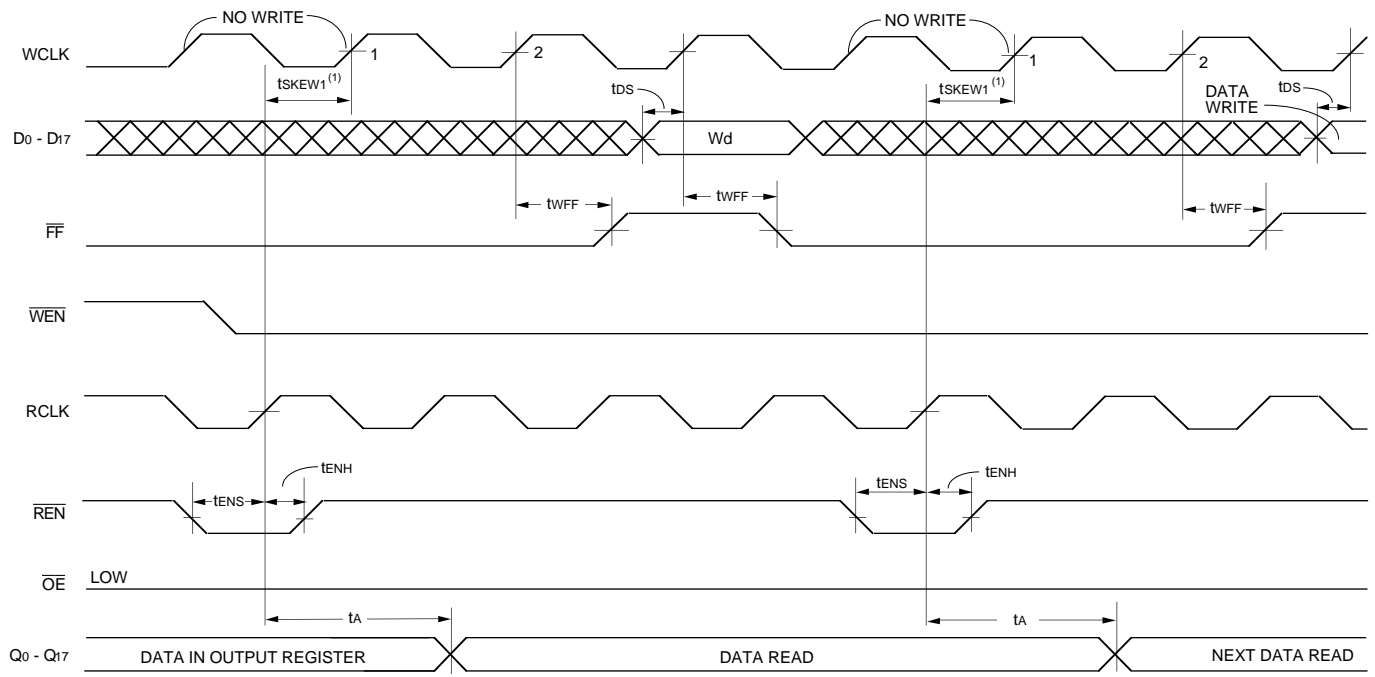 NO WRITE
NO WRITE
WCLK
1
2
1
2
tSKEW1(1)
tDS
tSKEW1(1)
tDS
DATA WRITE
D0 - D17
Wd
tWFF
tWFF
tWFF
FF
WEN
RCLK
tENH
tENH
tENS
tENS
REN
OE
LOW
tA
tA
Q0 - Q17
DATA IN OUTPUT REGISTER
DATA READ
NEXT DATA READ